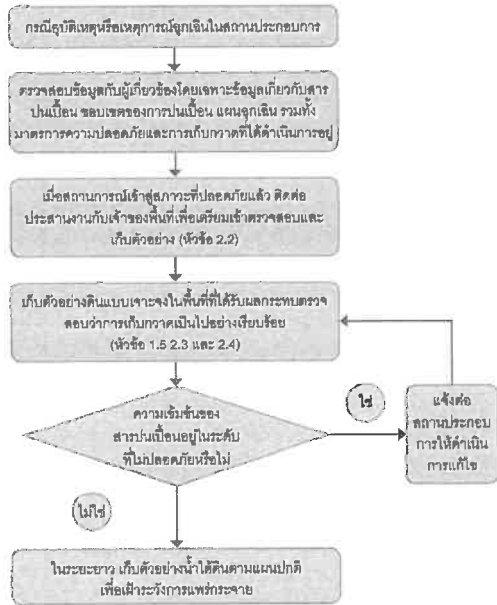 กรณีอุบัติเหตุหรือเหตุการณ์ฉุกเฉินในสถานประกอบการ
ตรวจสอบข้อมูลกับผู้เกี่ยวข้องโดยเฉพาะข้อมูลเกี่ยวกับสาร
ปนเปื้อน ขอบเขตของการปนเปื้อน แผนฉุกเฉิน รวมทั้ง
มาตรการความปลอดภัยและการเก็บกวาดที่ได้ดำเนินการอยู่
เมื่อสถานการณ์เข้าสู่สภาวะที่ปลอดภัยแล้ว ติดต่อ
ประสานงานกับเจ้าของพื้นที่เพื่อเตรียมเข้าตรวจสอบและ
เก็บตัวอย่าง (หัวข้อ 2.2)
เก็บตัวอย่างดินแบบเจาะจงในพื้นที่ที่ได้รับผลกระทบตรวจ
สอบว่าการเก็บกวาดเป็นไปอย่างเรียบร้อย
(หัวข้อ 1.5 2.3 และ 2.4)
ความเข้มข้นของ
สารปนเปื้อนอยู่ในระดับ
ที่ไม่ปลอดภัยหรือไม่
ใช่
แจ้งต่อ
สถานประกอบ
การให้ดำเนิน
การแก้ไข
ไม่ใช่
ในระยะยาว เก็บตัวอย่างน้ำใต้ดินตามแผนปกติ
เพื่อเฝ้าระวังการแพร่กระจาย